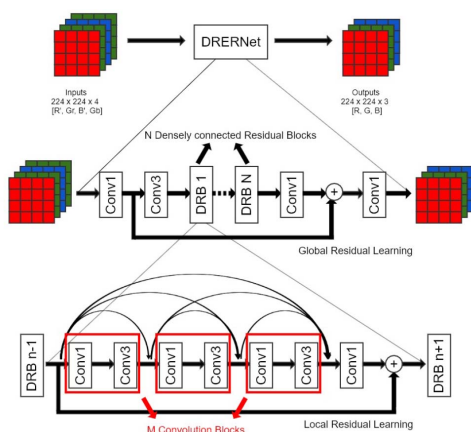 DRERNet
Inputs
224 x 224 x 4
[R', Gr, B', Gb]
Outputs
224 x 224 x 3
[R, G, B]
N Densely connected Residual Blocks
Conv1
Conv3
DRB 1
DRB N
Conv1
+
Conv1
Global Residual Learning
DRB n-1
Conv1
Conv3
Conv1
Conv3
Conv1
Conv3
Conv1
+
DRB n+1
Local Residual Learning
M Convolution Blocks